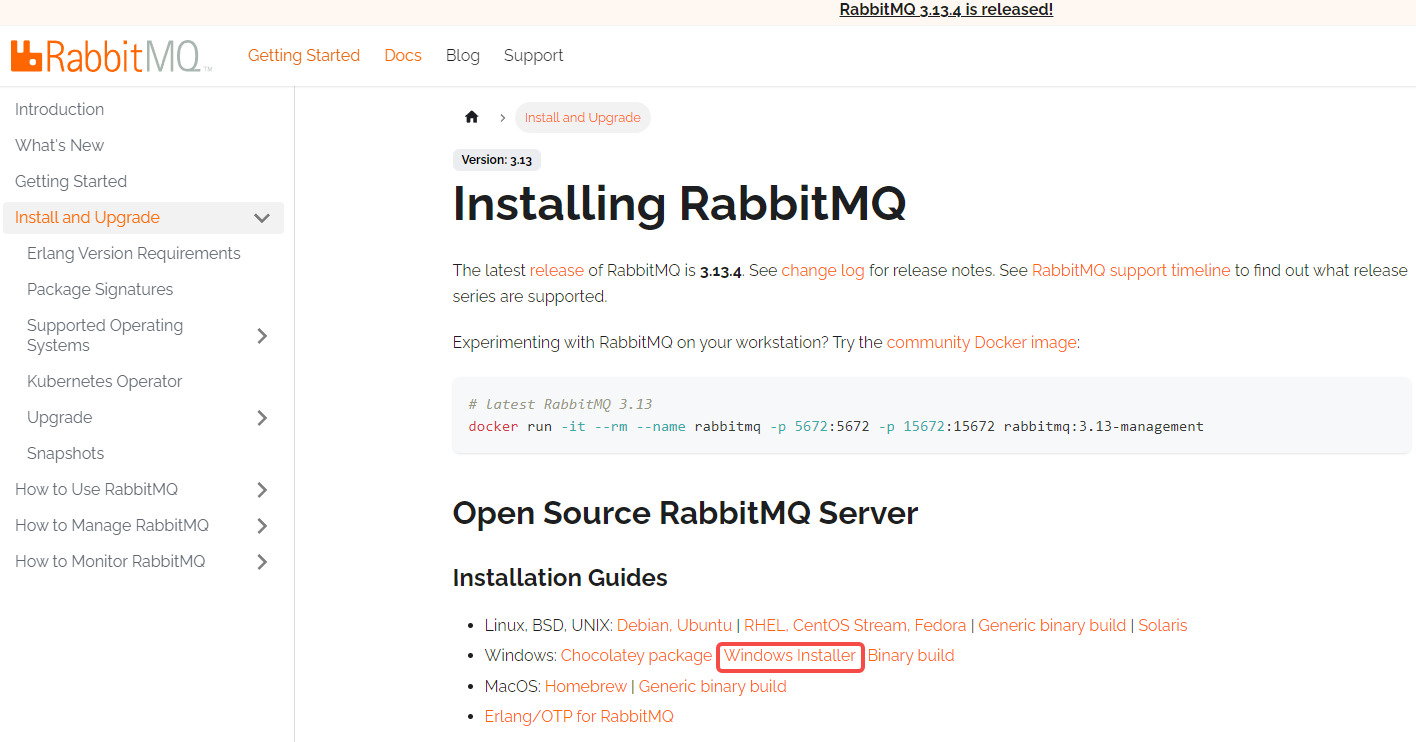 RabbitMQ 3.13.4 is released!
RabbitMQ™
Getting Started
Docs
Blog
Support
Introduction
What's New
Getting Started
Install and Upgrade
Erlang Version Requirements
Package Signatures
Supported Operating
Systems
Kubernetes Operator
Upgrade
Snapshots
How to Use RabbitMQ
How to Manage RabbitMQ
How to Monitor RabbitMQ
Install and Upgrade
Version: 3.13
Installing RabbitMQ
The latest release of RabbitMQ is 3.13.4. See change log for release notes. See RabbitMQ support timeline to find out what release
series are supported.
Experimenting with RabbitMQ on your workstation? Try the community Docker image:
# latest RabbitMQ 3.13
docker run -it --rm --name rabbitmq -p 5672:5672 -p 15672:15672 rabbitmq:3.13-management
Open Source RabbitMQ Server
Installation Guides
Linux, BSD, UNIX: Debian, Ubuntu | RHEL, CentOS Stream, Fedora | Generic binary build | Solaris
Windows: Chocolatey package Windows Installer Binary build
MacOS: Homebrew | Generic binary build
Erlang/OTP for RabbitMQ